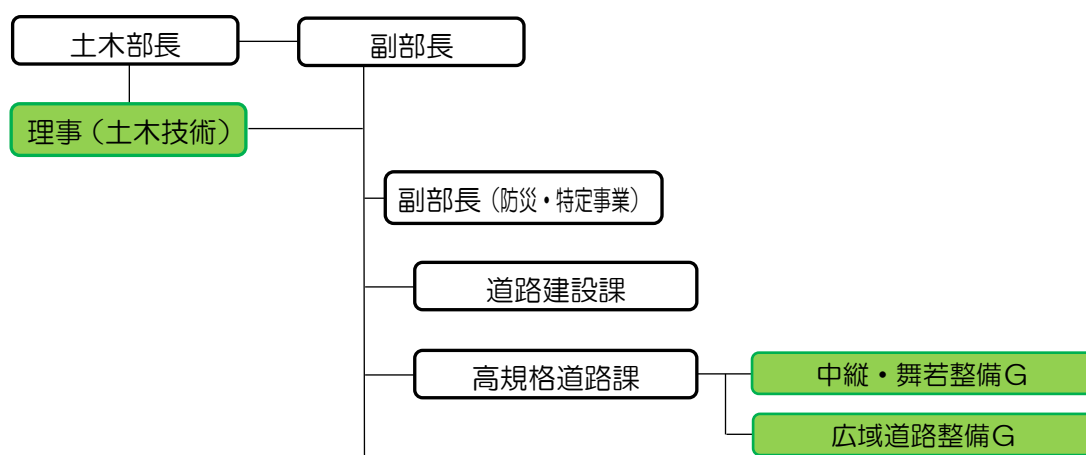 土木部長
副部長
理事（土木技術）
副部長（防災・特定事業）
道路建設課
高規格道路課
中縦・舞若整備Ｇ
広域道路整備Ｇ